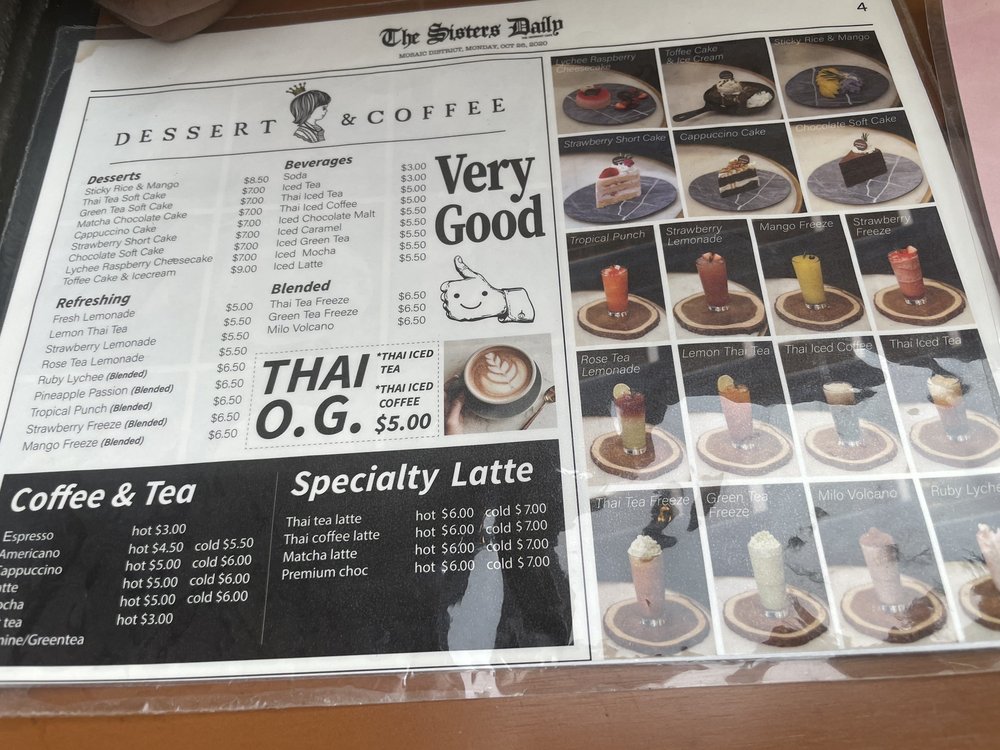 The Sisters Daily
MOSAIC DISTRICT, MONDAY, OCT 26, 2020
4
DESSERT & COFFEE
Desserts
Sticky Rice & Mango $8.50
Thai Tea Soft Cake $7.00
Green Tea Soft Cake $7.00
Matcha Chocolate Cake $7.00
Cappuccino Cake $7.00
Strawberry Short Cake $7.00
Chocolate Soft Cake $7.00
Lychee Raspberry Cheesecake $7.00
Toffee Cake & Icecream $9.00
Refreshing
Fresh Lemonade $5.00
Lemon Thai Tea $5.50
Strawberry Lemonade $5.50
Rose Tea Lemonade $5.50
Ruby Lychee (Blended) $6.50
Pineapple Passion (Blended) $6.50
Tropical Punch (Blended) $6.50
Strawberry Freeze (Blended) $6.50
Mango Freeze (Blended) $6.50
Beverages
Soda $3.00
Iced Tea $3.00
Thai Iced Tea $5.00
Thai Iced Coffee $5.00
Iced Chocolate Malt $5.50
Iced Caramel $5.50
Iced Green Tea $5.50
Iced Mocha $5.50
Iced Latte $5.50
Blended
Thai Tea Freeze $6.50
Green Tea Freeze $6.50
Milo Volcano $6.50
Very
Good
THAI
O.G.
*THAI ICED
TEA
*THAI ICED
COFFEE
$5.00
Coffee & Tea
Espresso hot $3.00
Americano hot $4.50 cold $5.50
appuccino hot $5.00 cold $6.00
tte hot $5.00 cold $6.00
ocha hot $5.00 cold $6.00
tea hot $3.00
mine/Greentea
Specialty Latte
Thai tea latte hot $6.00 cold $7.00
Thai coffee latte hot $6.00 cold $7.00
Matcha latte hot $6.00 cold $7.00
Premium choc hot $6.00 cold $7.00
Lychee Raspberry
Cheesecake
Toffee Cake
& Ice Cream
Sticky Rice & Mango
Strawberry Short Cake
Cappuccino Cake
Chocolate Soft Cake
Tropical Punch
Strawberry
Lemonade
Mango Freeze
Strawberry
Freeze
Rose Tea
Lemonade
Lemon Thai Tea
Thai Iced Coffee
Thai Iced Tea
Thai Tea Freeze
Green Tea
Freeze
Milo Volcano
Ruby Lyche